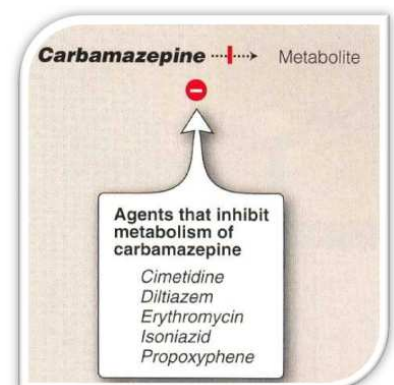 Carbamazepine Metabolite
Agents that inhibit
metabolism of
carbamazepine
Cimetidine
Diltiazem
Erythromycin
Isoniazid
Propoxyphene